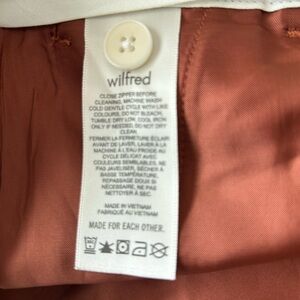 wilfred
CLOSE ZIPPER BEFORE
CLEANING, MACHINE WASH
COLD GENTLE CYCLE WITH LIKE
COLOURS, DO NOT BLEACH,
TUMBLE DRY LOW, COOL IRON
ONLY IF NEEDED, DO NOT DRY
CLEAN
FERMER LA FERMETURE ÉCLAIR
AVANT DE LAVER, LAVER À LA
MACHINE À L'EAU FROIDE AU
CYCLE DÉLICAT AVEC
COULEURS SEMBLABLES, NE
PAS JAVELISER, SÉCHER À
BASSE TEMPÉRATURE,
REPASSAGE DOUX SI
NÉCESSAIRE, NE PAS
NETTOYER À SEC
MADE IN VIETNAM
FABRIQUÉ AU VIETNAM
MADE FOR EACH OTHER.